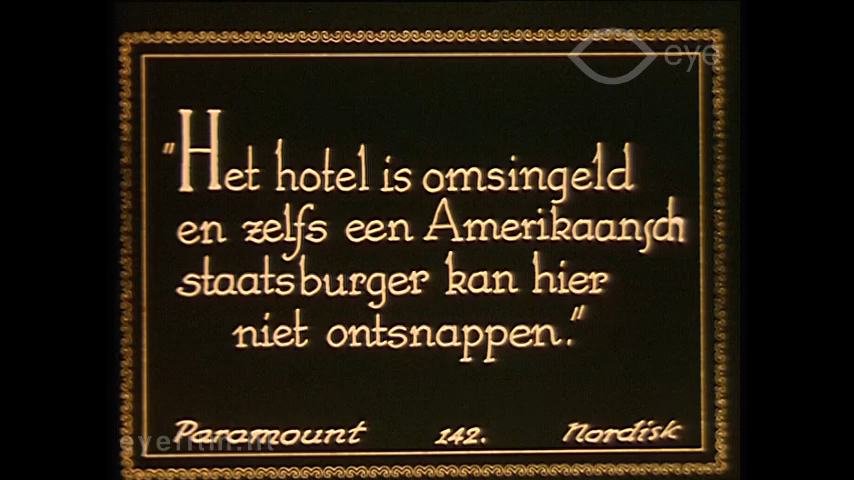 eye
"Het hotel is omsingeld
en zelfs een Amerikaansch
staatsburger kan hier
niet ontsnappen."
Paramount 142. Nordisk
eyefilm.nl